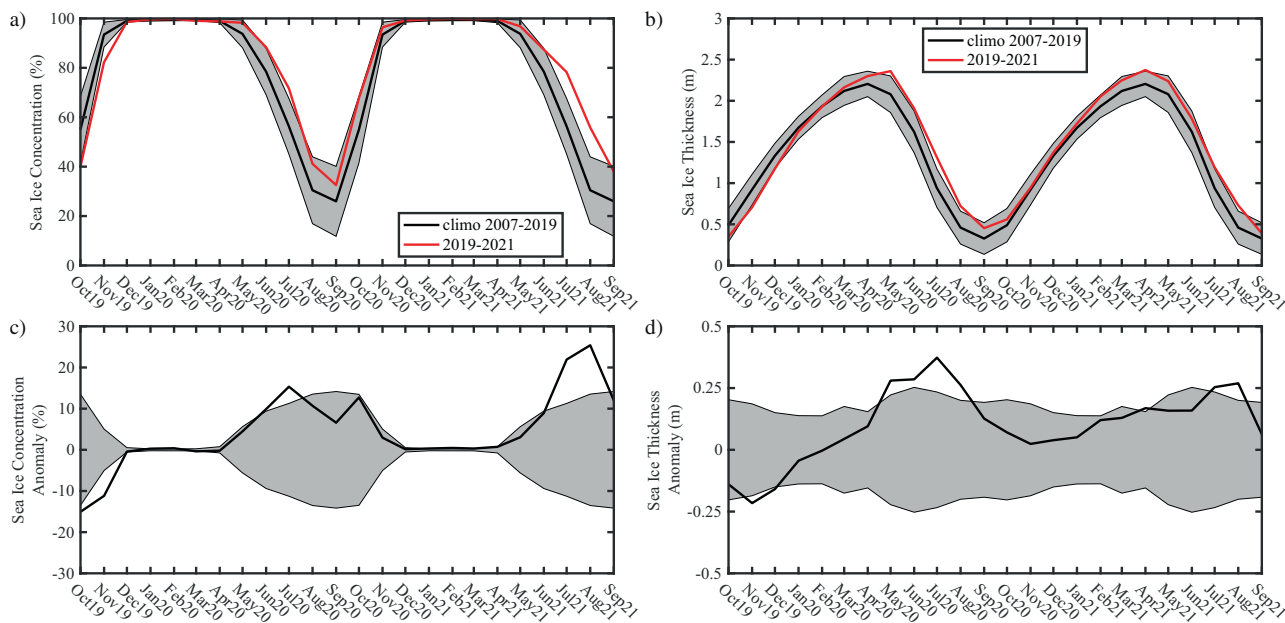 a)
Sea Ice Concentration (%)
100
80
60
40
20
0
climo 2007-2019
2019-2021
Oct19
Nov19
Dec19
Jan20
Feb20
Mar20
Apr20
May20
Jun20
Jul20
Aug20
Sep20
Oct20
Nov20
Dec20
Jan21
Feb21
Mar21
Apr21
May21
Jun21
Jul21
Aug21
Sep21
b)
Sea Ice Thickness (m)
3
2.5
2
1.5
1
0.5
0
climo 2007-2019
2019-2021
Oct19
Nov19
Dec19
Jan20
Feb20
Mar20
Apr20
May20
Jun20
Jul20
Aug20
Sep20
Oct20
Nov20
Dec20
Jan21
Feb21
Mar21
Apr21
May21
Jun21
Jul21
Aug21
Sep21
c)
Sea Ice Concentration
Anomaly (%)
30
20
10
0
-10
-20
-30
Oct19
Nov19
Dec19
Jan20
Feb20
Mar20
Apr20
May20
Jun20
Jul20
Aug20
Sep20
Oct20
Nov20
Dec20
Jan21
Feb21
Mar21
Apr21
May21
Jun21
Jul21
Aug21
Sep21
d)
Sea Ice Thickness
Anomaly (m)
0.5
0.25
0
-0.25
-0.5
Oct19
Nov19
Dec19
Jan20
Feb20
Mar20
Apr20
May20
Jun20
Jul20
Aug20
Sep20
Oct20
Nov20
Dec20
Jan21
Feb21
Mar21
Apr21
May21
Jun21
Jul21
Aug21
Sep21